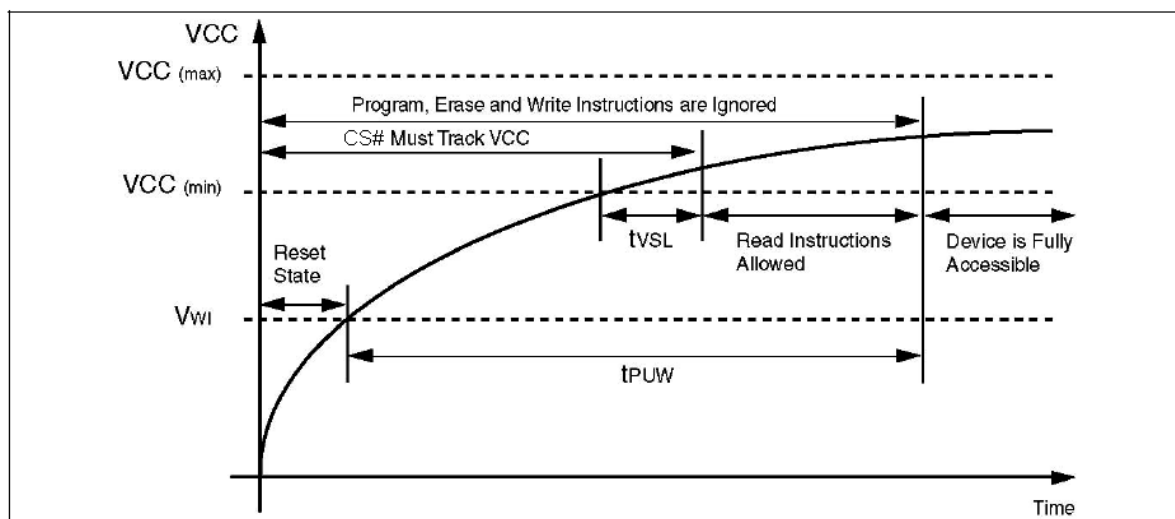 VCC
VCC (max)
Program, Erase and Write Instructions are Ignored
CS# Must Track VCC
VCC (min)
tVSL
Read Instructions
Allowed
Device is Fully
Accessible
Reset
State
VWI
tPUW
Time